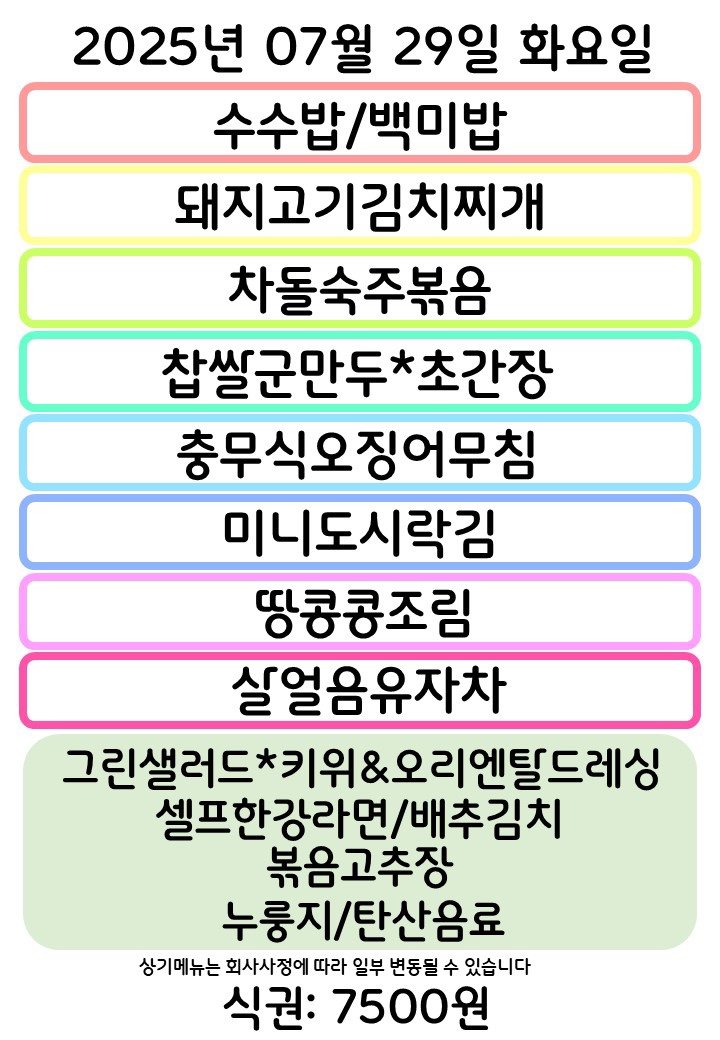 2025년 07월 29일 화요일
수수밥/백미밥
돼지고기김치찌개
차돌숙주볶음
찹쌀군만두*초간장
충무식오징어무침
미니도시락김
땅콩콩조림
살얼음유자차
그린샐러드*키위&오리엔탈드레싱
셀프한강라면/배추김치
볶음고추장
누룽지/탄산음료
상기메뉴는 회사사정에 따라 일부 변동될 수 있습니다
식권: 7500원